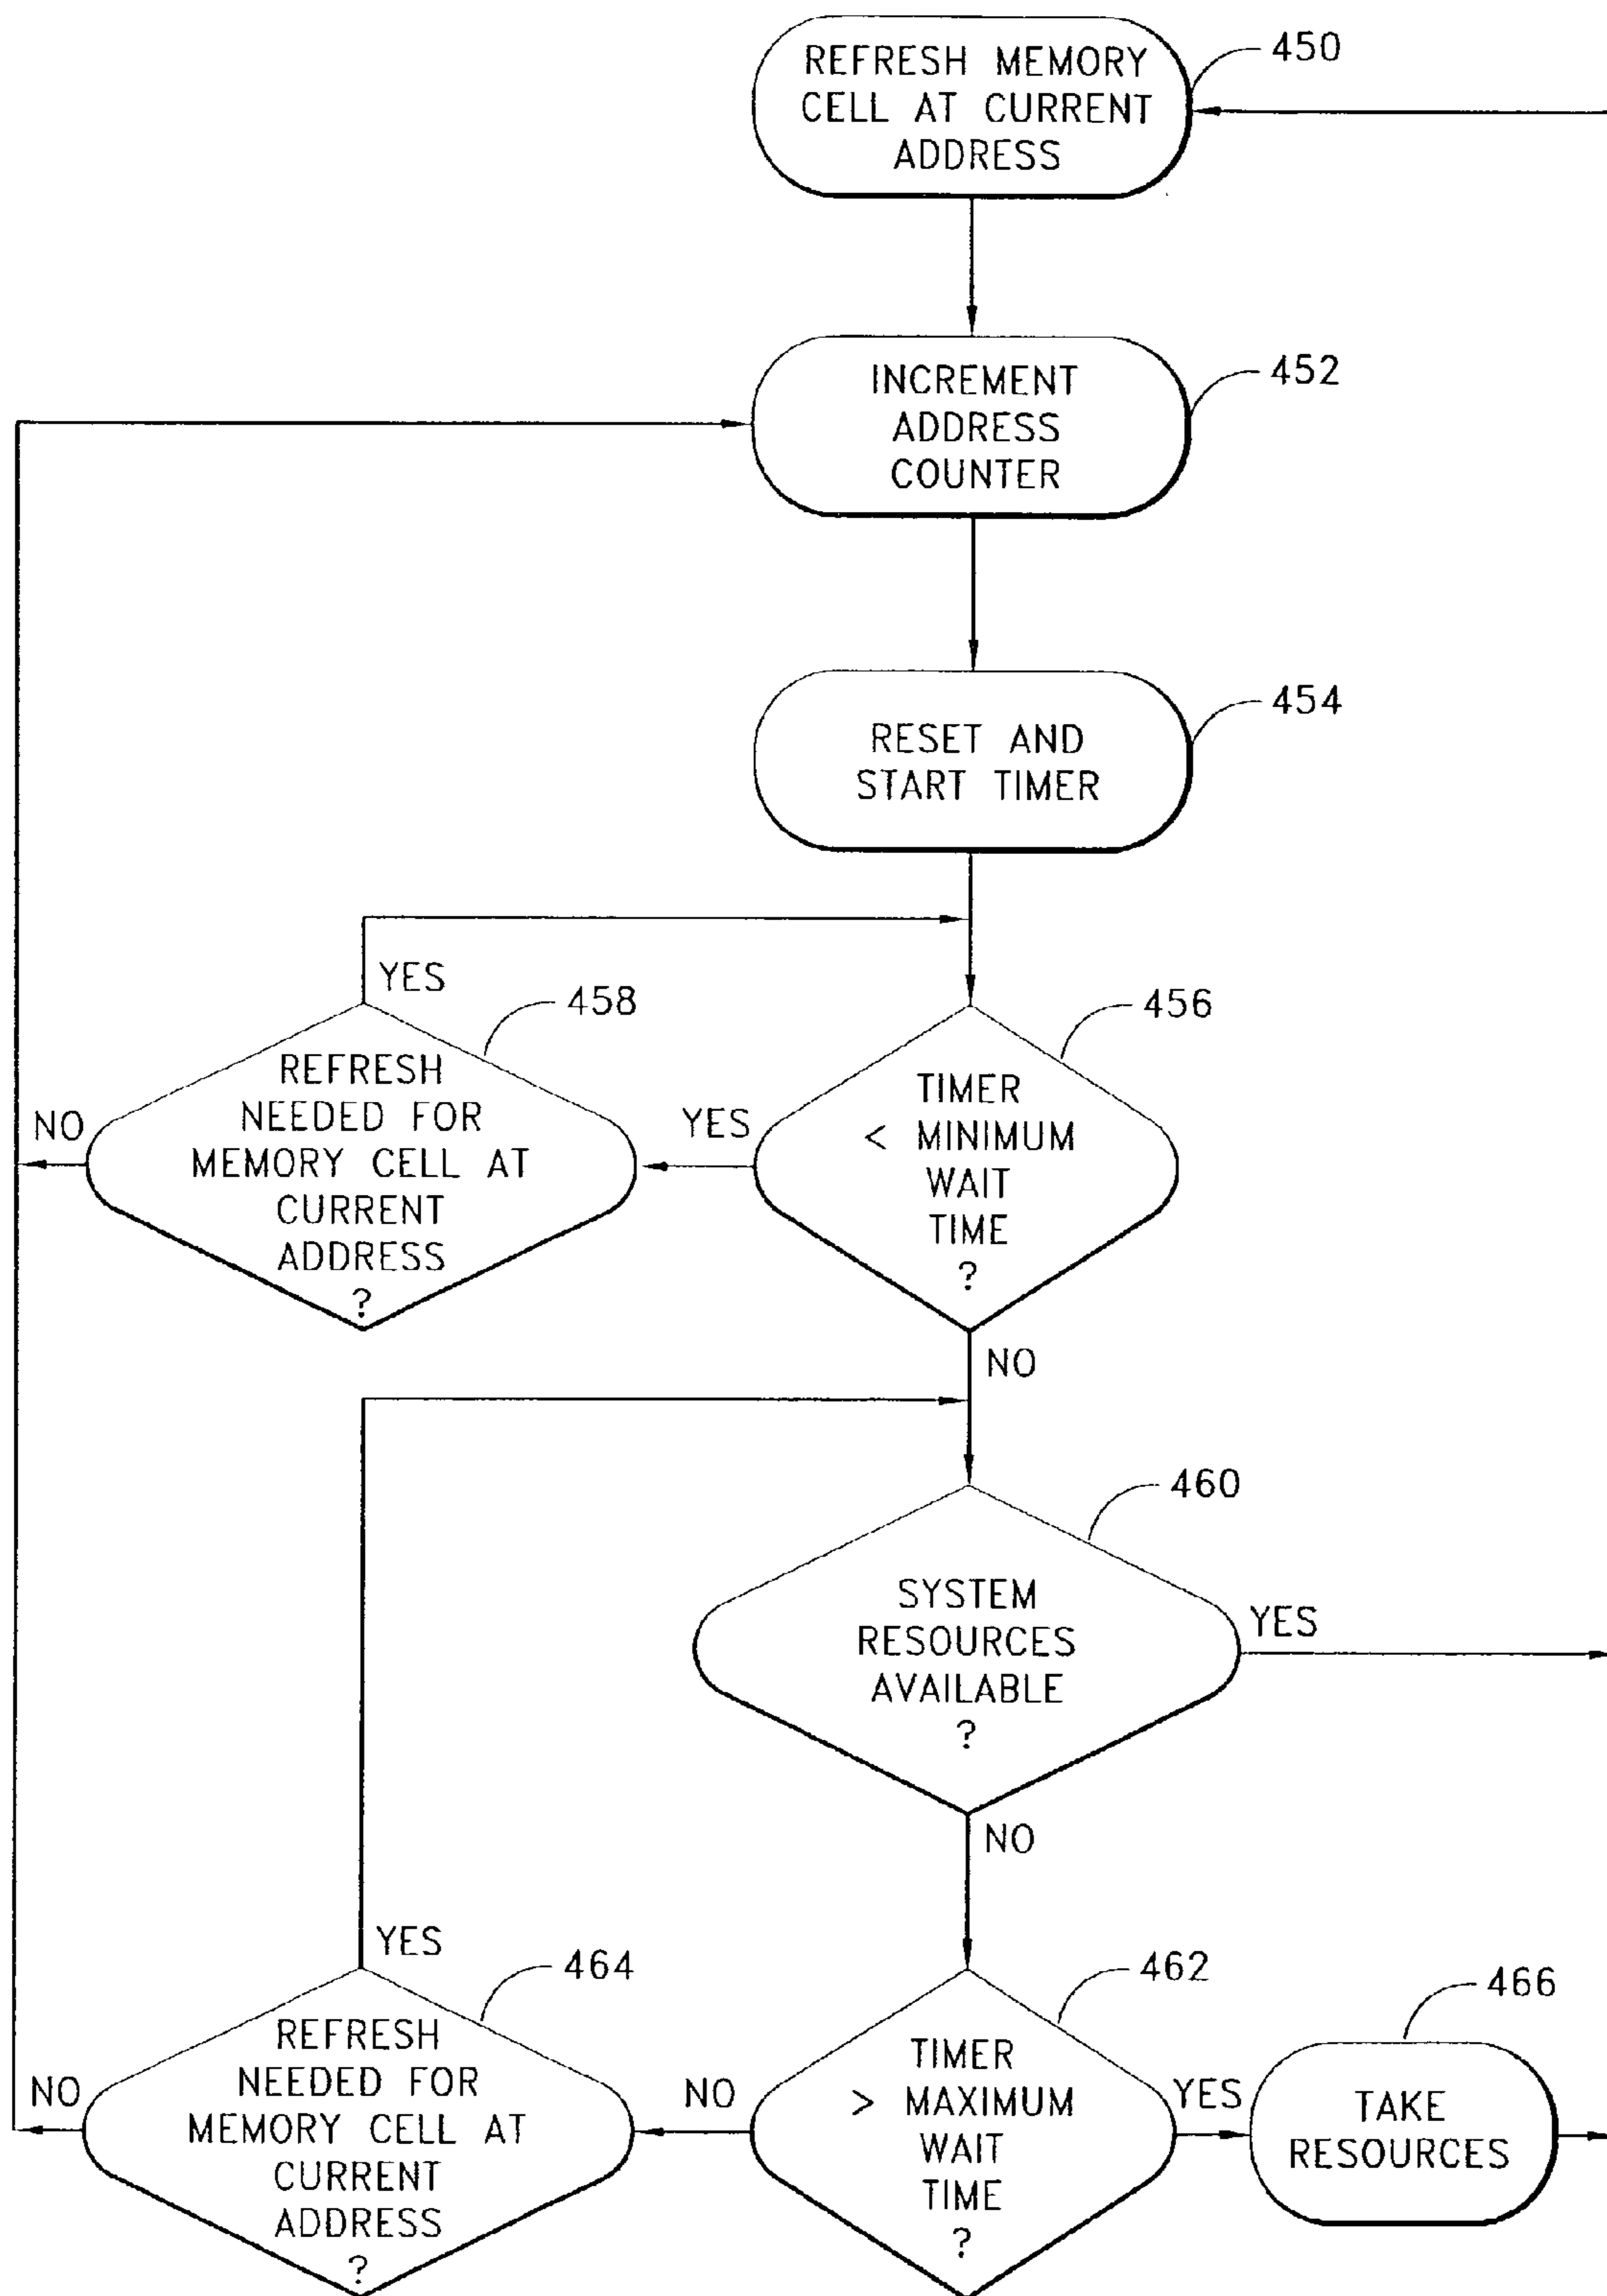 REFRESH MEMORY
CELL AT CURRENT
ADDRESS
450
INCREMENT
ADDRESS
COUNTER
452
RESET AND
START TIMER
454
YES
458
REFRESH
NEEDED FOR
MEMORY CELL AT
CURRENT
ADDRESS
?
NO
YES
456
TIMER
< MINIMUM
WAIT
TIME
?
NO
460
SYSTEM
RESOURCES
AVAILABLE
?
YES
NO
YES
464
REFRESH
NEEDED FOR
MEMORY CELL AT
CURRENT
ADDRESS
?
NO
NO
462
TIMER
> MAXIMUM
WAIT
TIME
?
YES
466
TAKE
RESOURCES